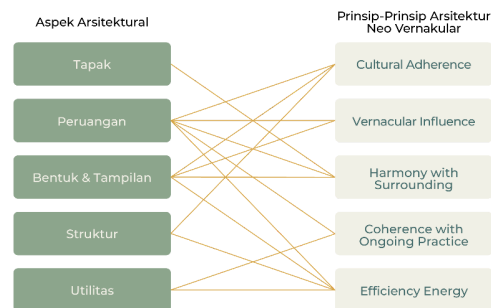 Aspek Arsitektural
Prinsip-Prinsip Arsitektur
Neo Vernakular
Tapak
Cultural Adherence
Peruangan
Vernacular Influence
Bentuk & Tampilan
Harmony with
Surrounding
Struktur
Coherence with
Ongoing Practice
Utilitas
Efficiency Energy